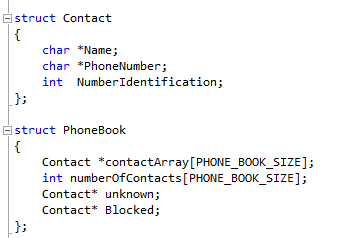 struct Contact
{
    char *Name;
    char *PhoneNumber;
    int  NumberIdentification;
};
struct PhoneBook
{
    Contact *contactArray[PHONE_BOOK_SIZE];
    int numberOfContacts[PHONE_BOOK_SIZE];
    Contact* unknown;
    Contact* Blocked;
};